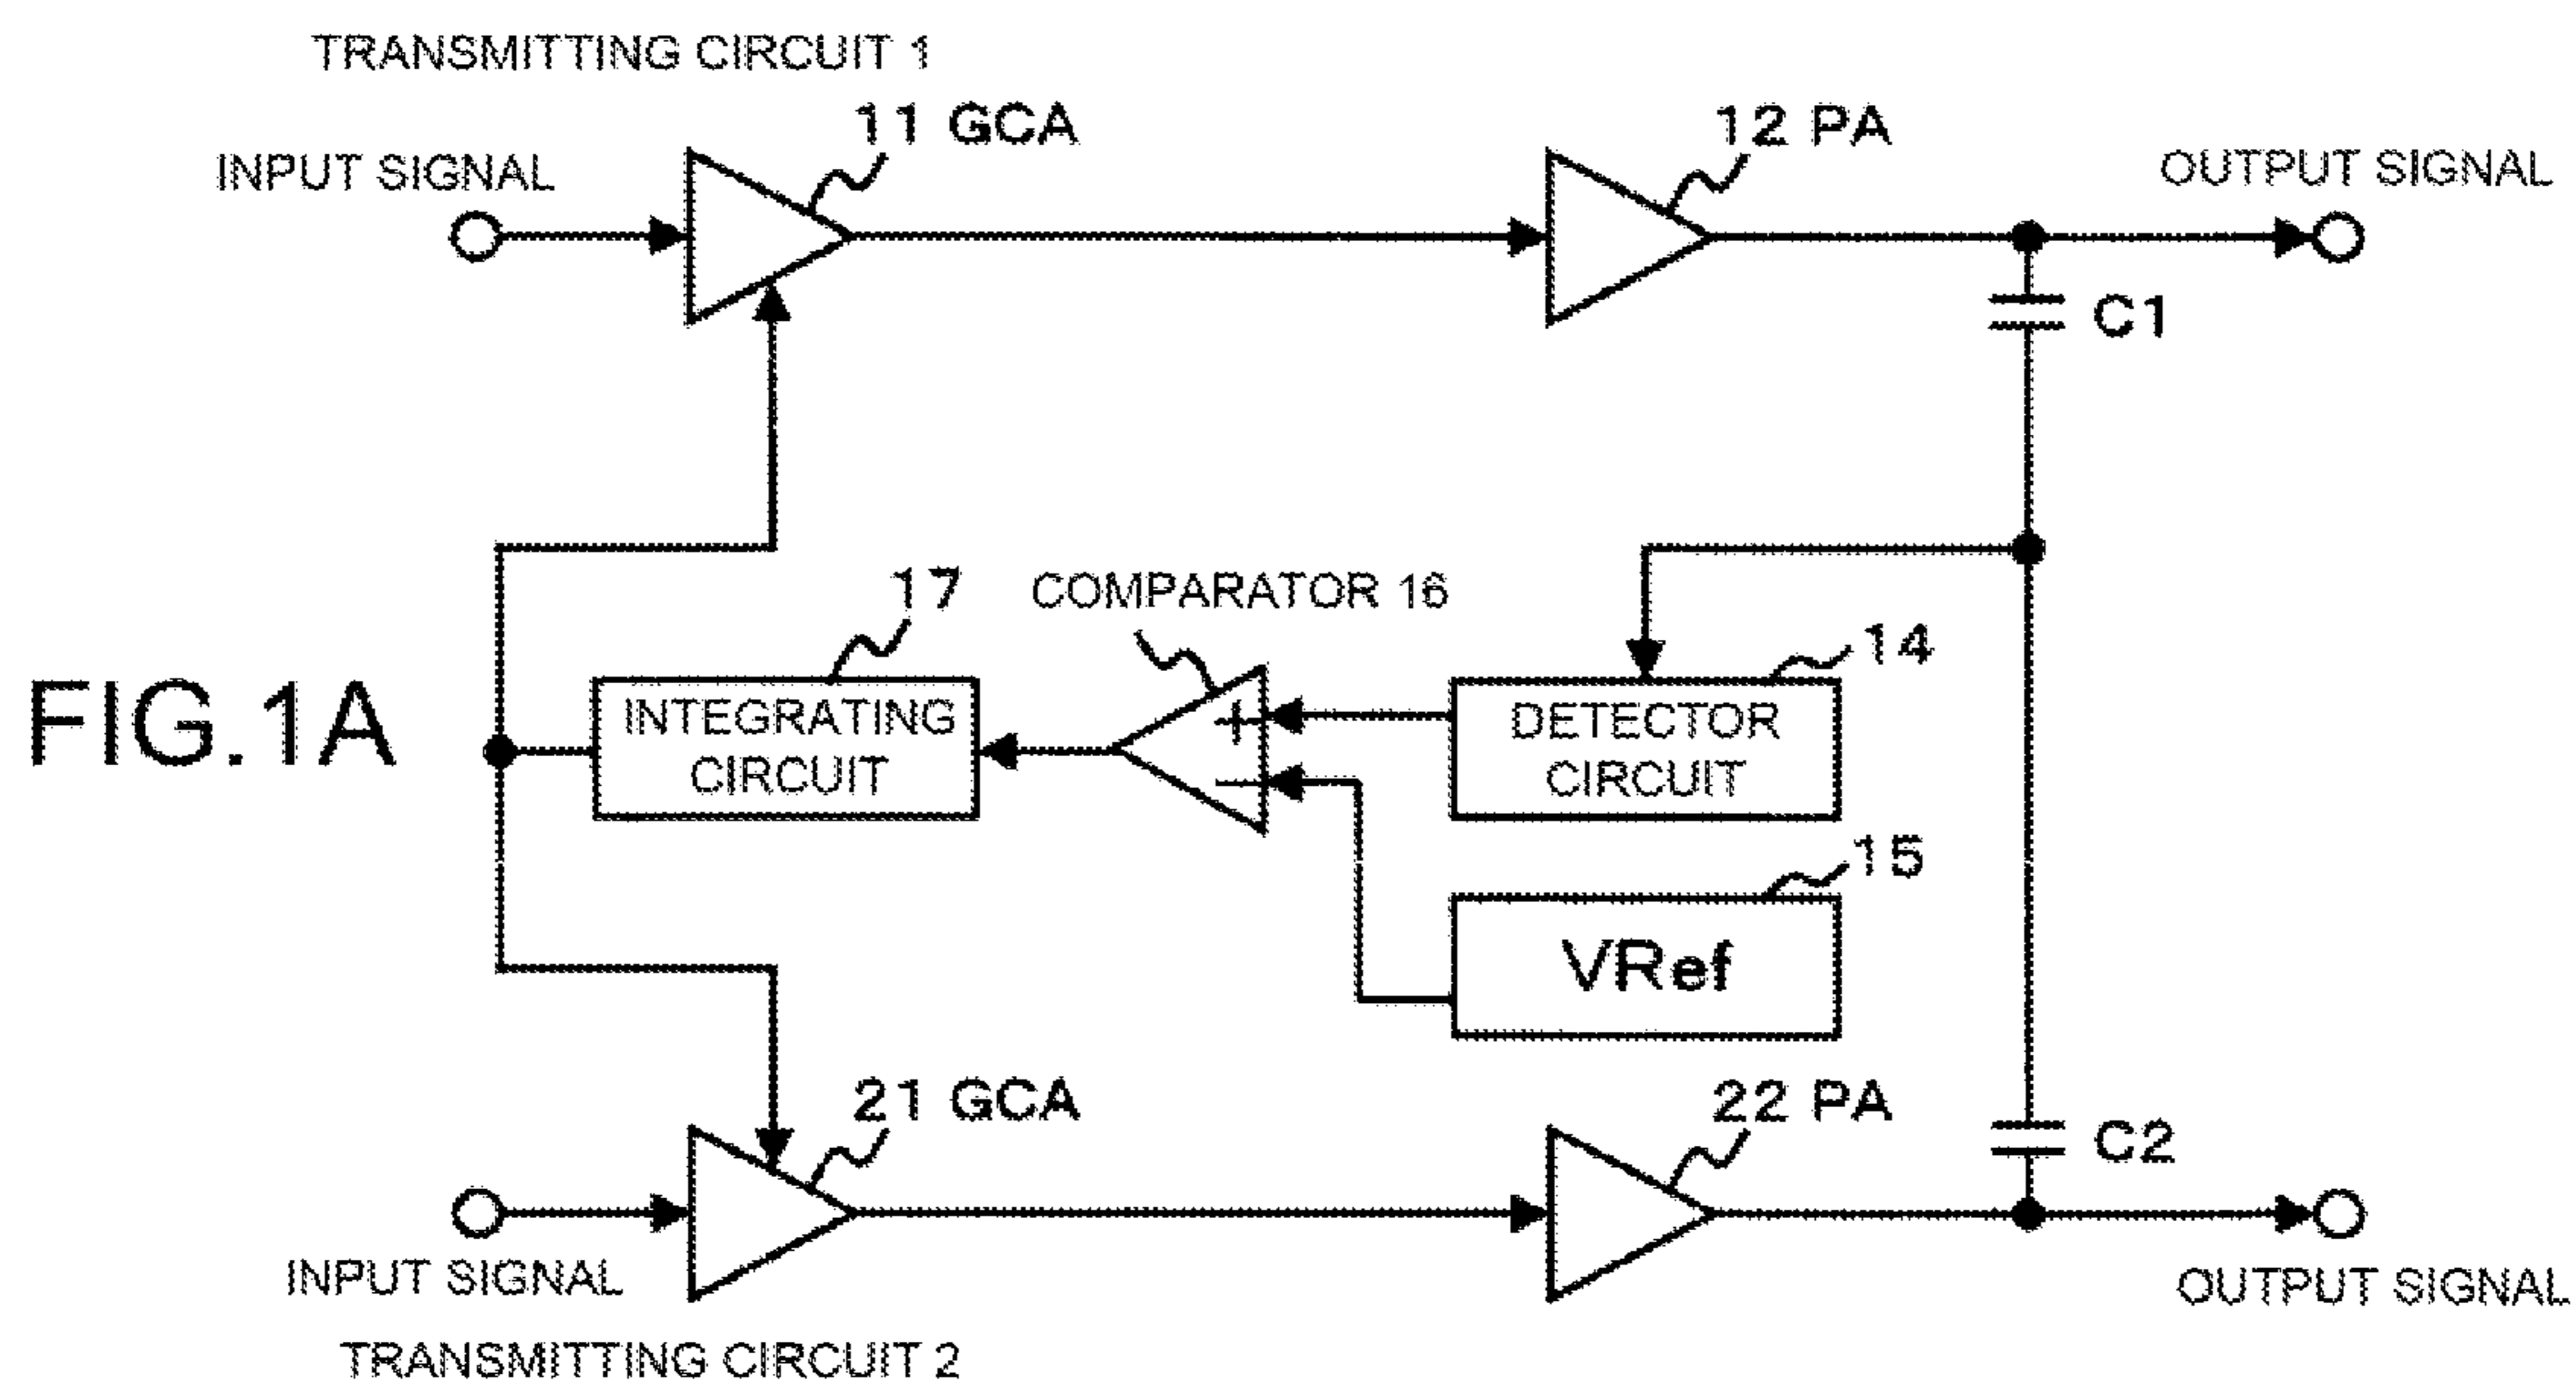 TRANSMITTING CIRCUIT 1
11 GCA
12 PA
INPUT SIGNAL
OUTPUT SIGNAL
C1
17
COMPARATOR 16
14
FIG.1A
INTEGRATING
CIRCUIT
+
−
DETECTOR
CIRCUIT
15
VRef
21 GCA
22 PA
C2
INPUT SIGNAL
OUTPUT SIGNAL
TRANSMITTING CIRCUIT 2